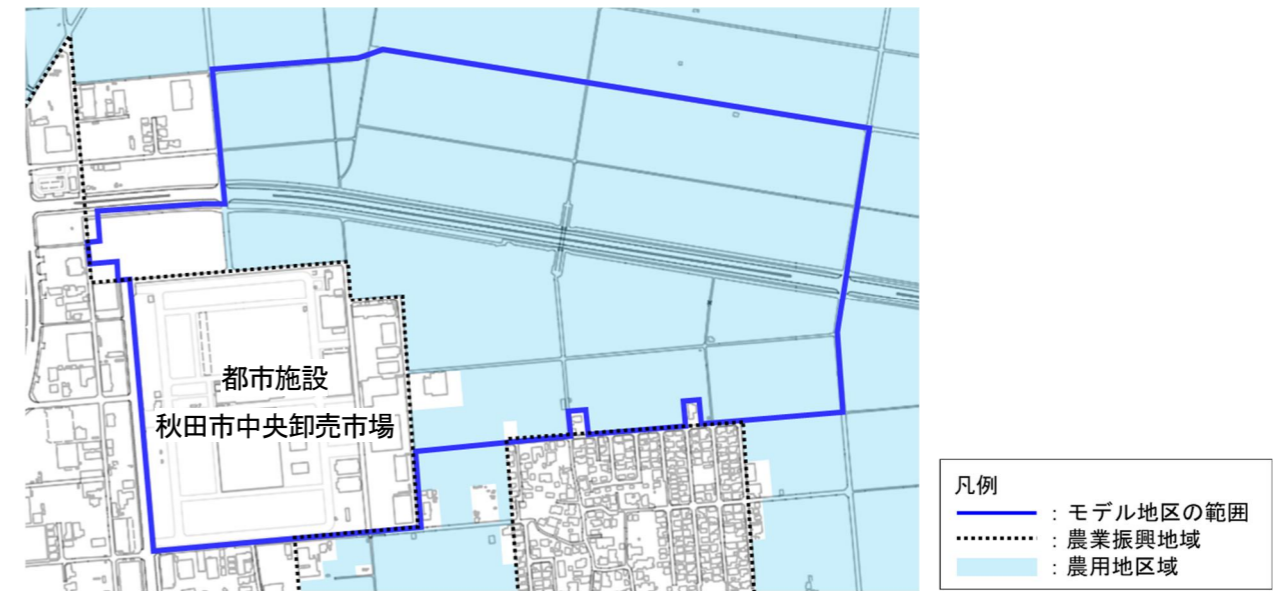 都市施設
秋田市中央卸売市場
凡例
：モデル地区の範囲
：農業振興地域
：農用地区域